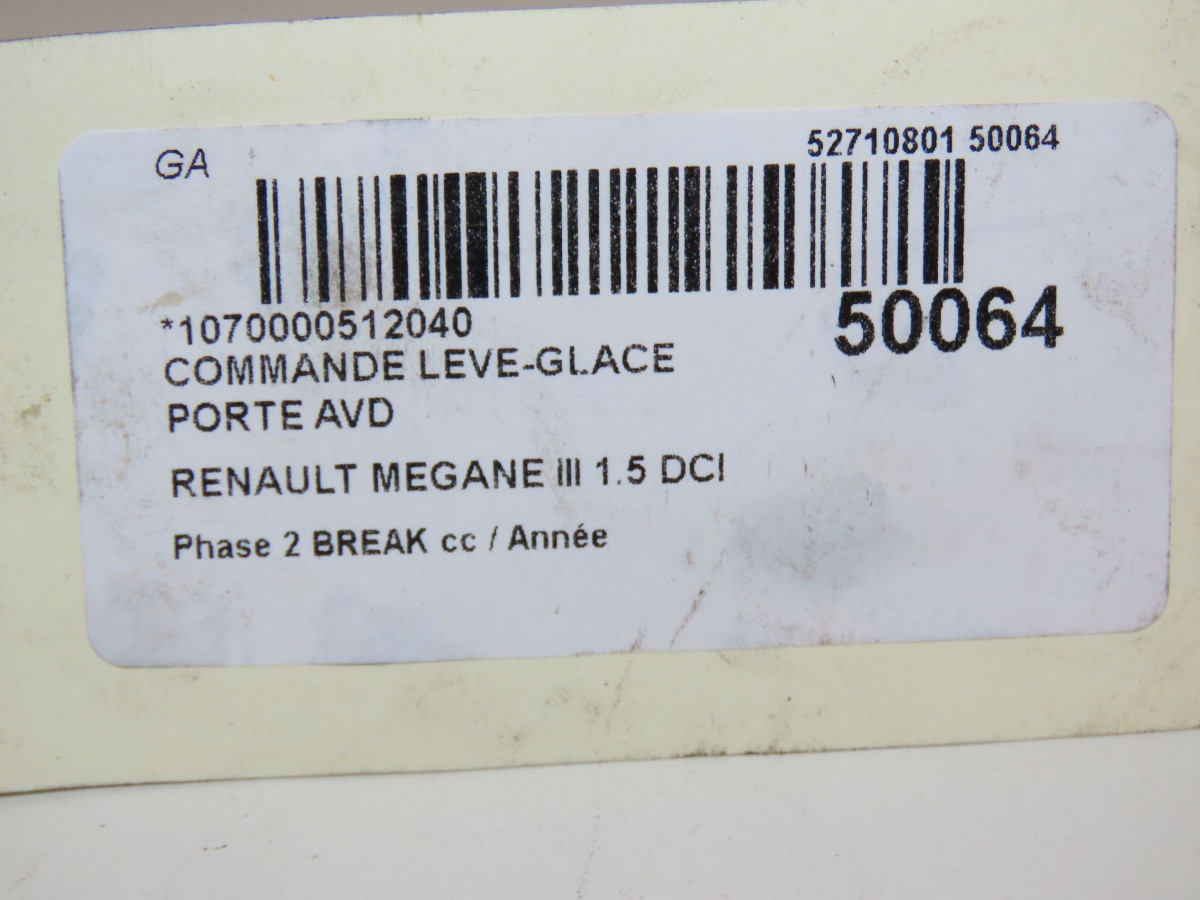 GA
52710801 50064
*1070000512040
50064
COMMANDE LEVE-GLACE
PORTE AVD
RENAULT MEGANE III 1.5 DCI
Phase 2 BREAK cc / Année